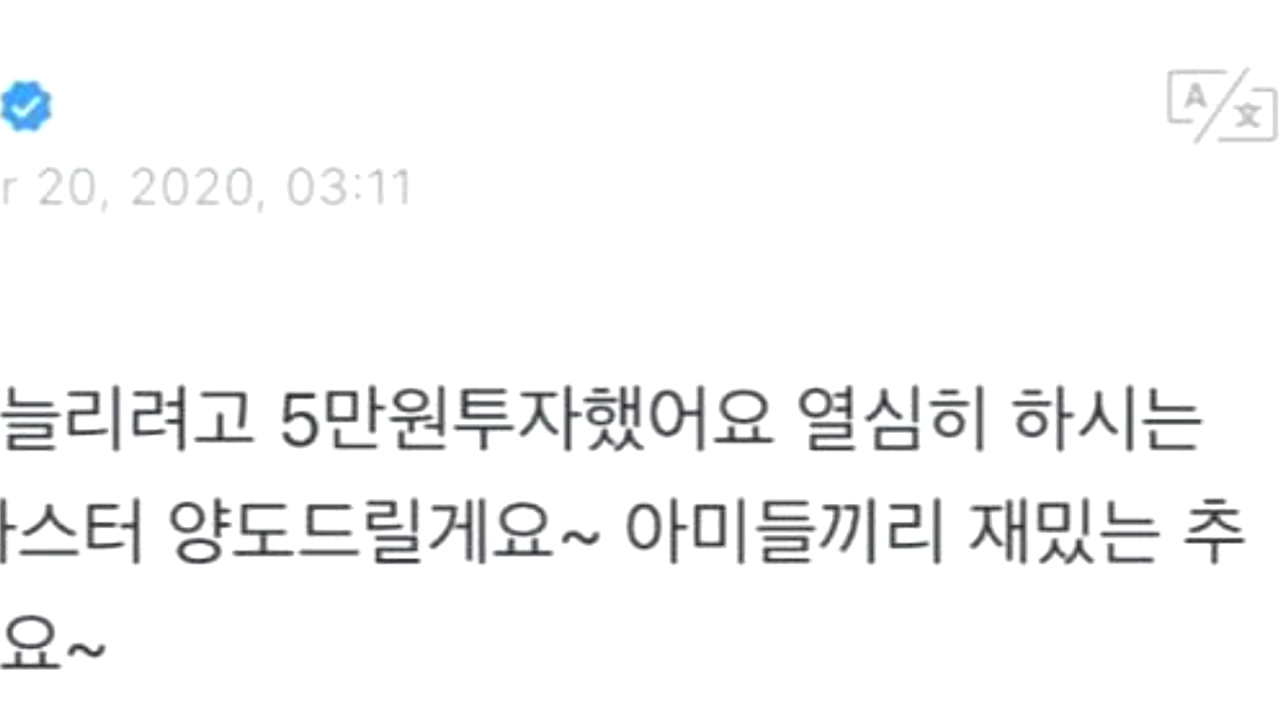 r 20, 2020, 03:11
늘리려고 5만원투자했어요 열심히 하시는
스터 양도드릴게요~ 아미들끼리 재밌는 추
요~